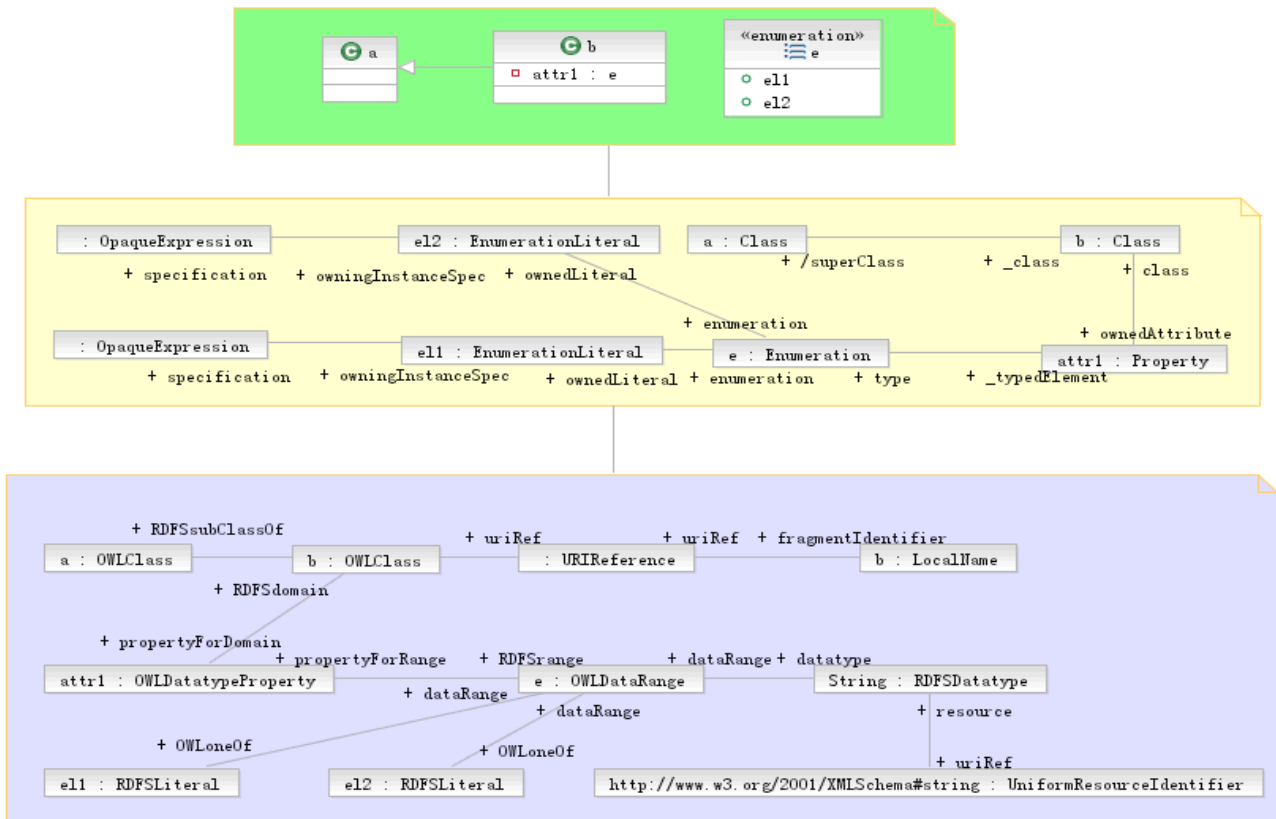 a
b
attr1 : e
«enumeration»
e
el1
el2
: OpaqueExpression
el2 : EnumerationLiteral
a : Class
b : Class
+ specification
+ owningInstanceSpec
+ ownedLiteral
+ /superClass
+ _class
+ class
+ enumeration
+ ownedAttribute
: OpaqueExpression
el1 : EnumerationLiteral
e : Enumeration
attr1 : Property
+ specification
+ owningInstanceSpec
+ ownedLiteral
+ enumeration
+ type
+ _typedElement
+ RDFSsubClassOf
+ uriRef
+ uriRef
+ fragmentIdentifier
a : OWLClass
b : OWLClass
: URIReference
b : LocalName
+ RDFSdomain
+ propertyForDomain
+ propertyForRange
+ RDFSrange
+ dataRange
+ datatype
attr1 : OWLDatatypeProperty
e : OWLDataRange
String : RDFSDatatype
+ dataRange
+ dataRange
+ resource
+ OWLoneOf
+ OWLoneOf
+ uriRef
el1 : RDFSLiteral
el2 : RDFSLiteral
http://www.w3.org/2001/XMLSchema#string : UniformResourceIdentifier